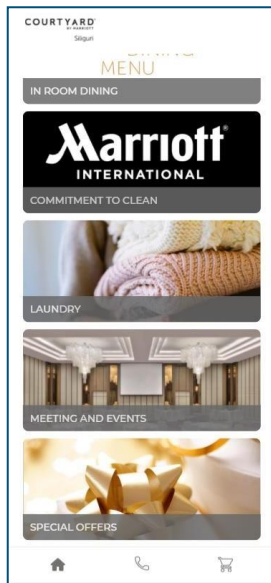 COURTYARD
BY MARRIOTT
Siliguri
DINING
MENU
IN ROOM DINING
Marriott
INTERNATIONAL
COMMITMENT TO CLEAN
LAUNDRY
MEETING AND EVENTS
SPECIAL OFFERS